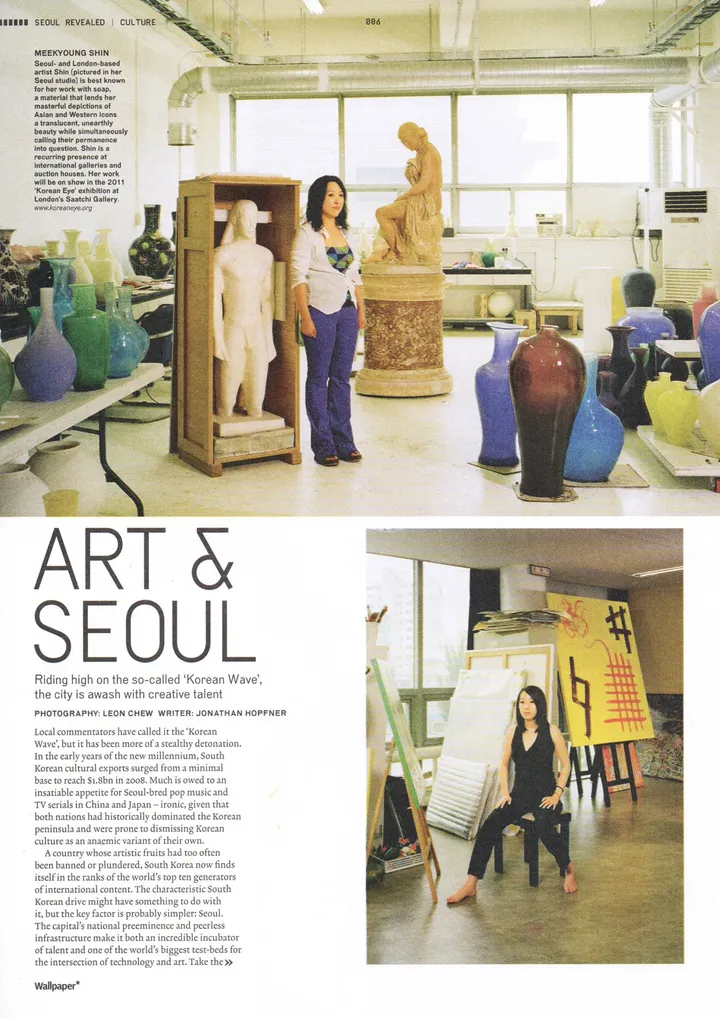 SEOUL REVEALED | CULTURE
006
MEEKYOUNG SHIN
Seoul- and London-based
artist Shin (pictured in her
Seoul studio) is best known
for her work with soap,
a material that lends her
masterful depictions of
Asian and Western icons
a translucent, unearthly
beauty while simultaneously
calling their permanence
into question. Shin is a
recurring presence at
international galleries and
auction houses. Her work
will be on show in the 2011
'Korean Eye' exhibition at
London's Saatchi Gallery.
www.koreaneye.org
ART &
SEOUL
Riding high on the so-called 'Korean Wave',
the city is awash with creative talent
PHOTOGRAPHY: LEON CHEW WRITER: JONATHAN HOPFNER
Local commentators have called it the 'Korean
Wave', but it has been more of a stealthy detonation.
In the early years of the new millennium, South
Korean cultural exports surged from a minimal
base to reach $1.8bn in 2008. Much is owed to an
insatiable appetite for Seoul-bred pop music and
TV serials in China and Japan – ironic, given that
both nations had historically dominated the Korean
peninsula and were prone to dismissing Korean
culture as an anaemic variant of their own.
A country whose artistic fruits had too often
been banned or plundered, South Korea now finds
itself in the ranks of the world's top ten generators
of international content. The characteristic South
Korean drive might have something to do with
it, but the key factor is probably simpler: Seoul.
The capital's national preeminence and peerless
infrastructure make it both an incredible incubator
of talent and one of the world's biggest test-beds for
the intersection of technology and art. Take the »
Wallpaper*